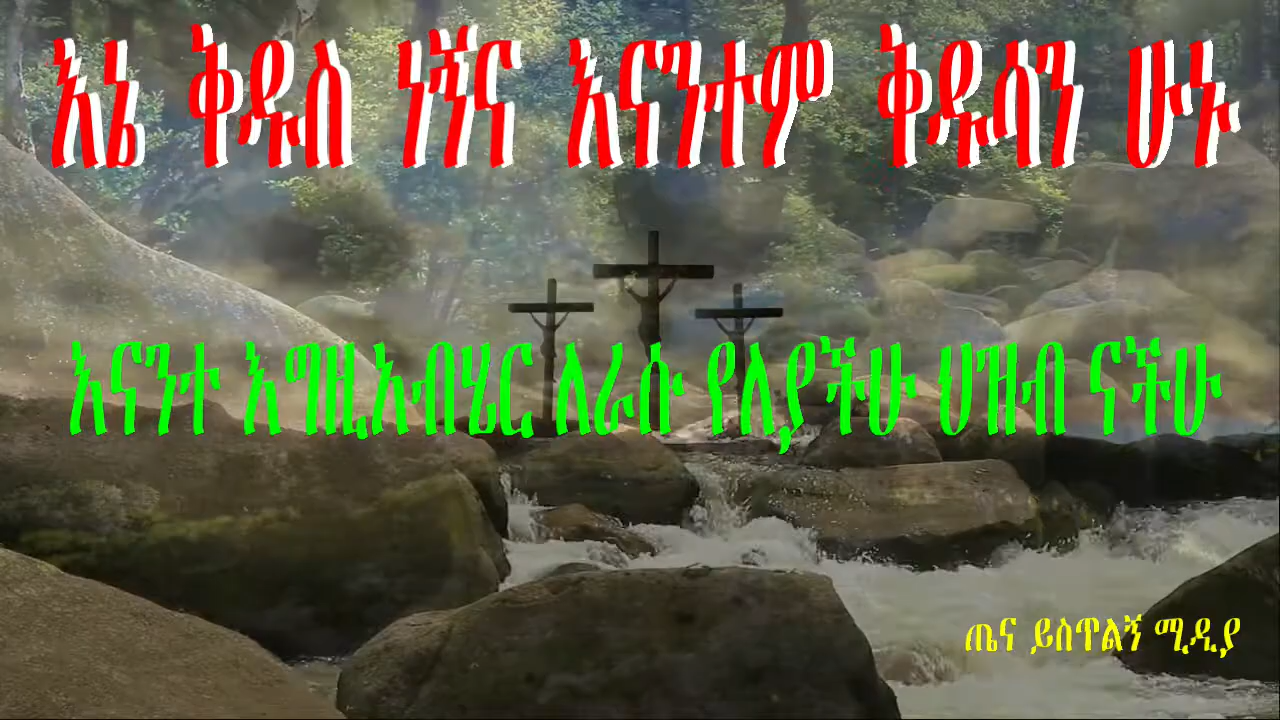 እኔ ቅዱስ ነኝና እናንተም ቅዱሳን ሁኑ
እናንተ እግዚአብሄር ለራሱ የለያችሁ ህዝብ ናችሁ
ጤና ይስጥልኝ ሚዲያ